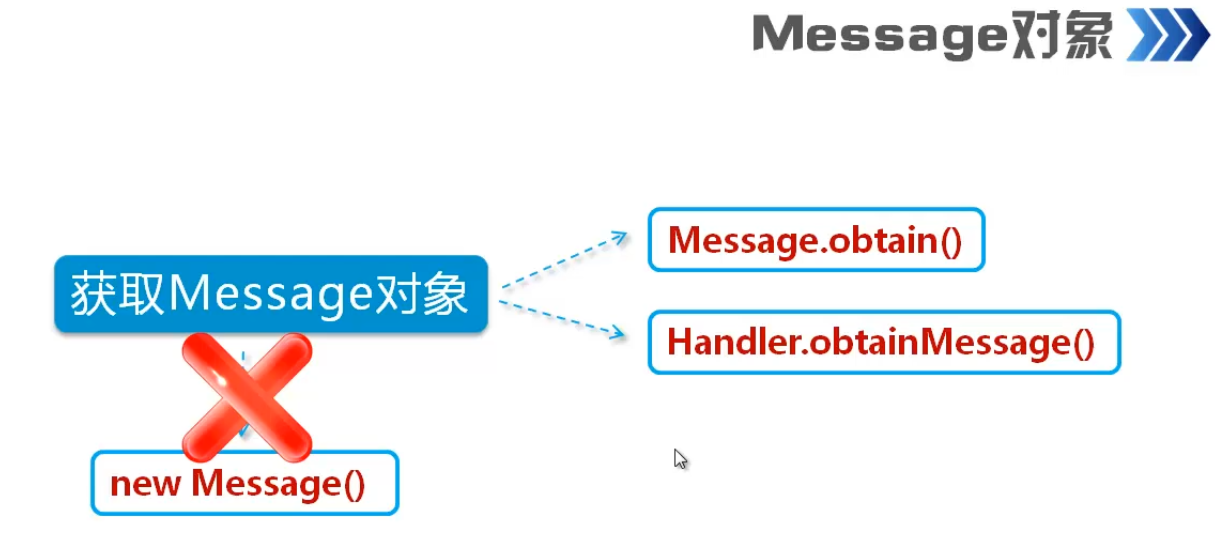 Message对象
Message.obtain()
获取Message对象
Handler.obtainMessage()
new Message()